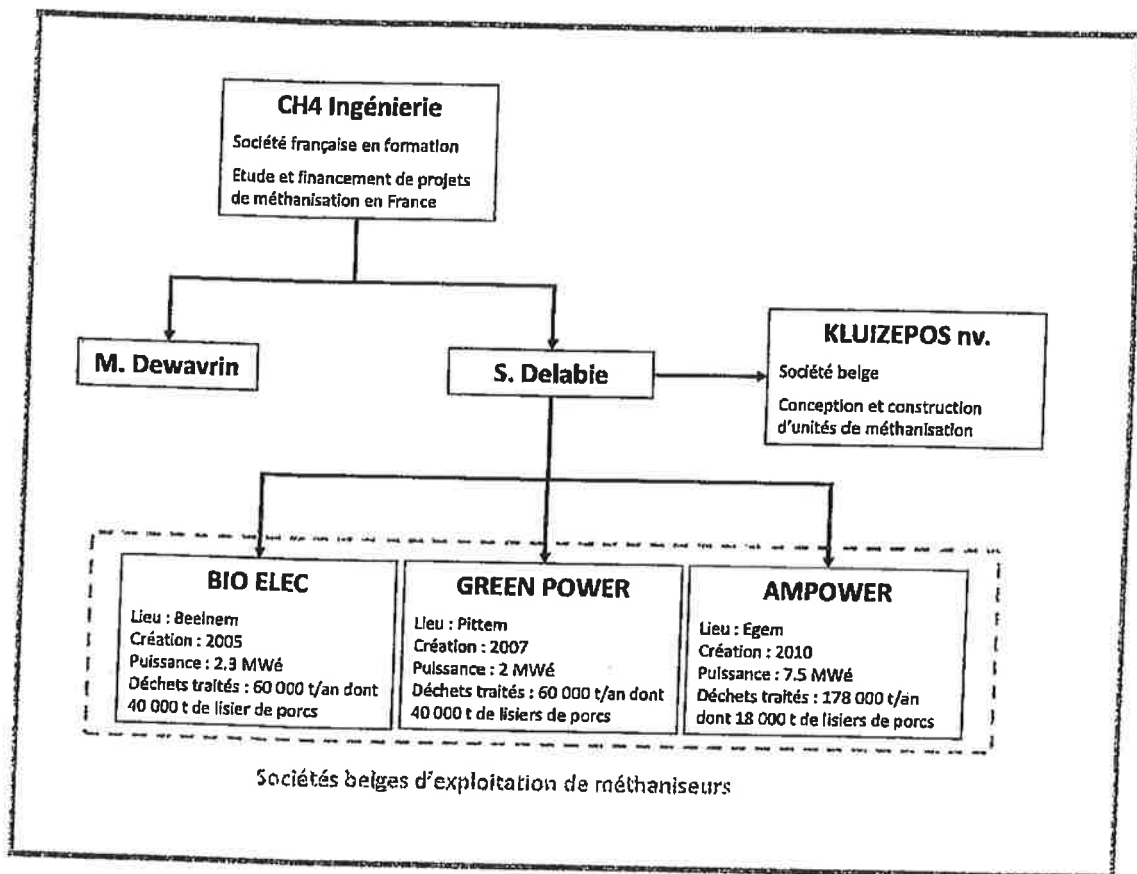 CH4 Ingénierie
Société française en formation
Etude et financement de projets
de méthanisation en France
M. Dewavrin
S. Delabie
KLUIZEPOS nv.
Société belge
Conception et construction
d'unités de méthanisation
BIO ELEC
Lieu : Beelnem
Création : 2005
Puissance : 2,3 MWé
Déchets traités : 60 000 t/an dont
40 000 t de lisier de porcs
GREEN POWER
Lieu : Pittem
Création : 2007
Puissance : 2 MWé
Déchets traités : 60 000 t/an dont
40 000 t de lisiers de porcs
AMPOWER
Lieu : Egem
Création : 2010
Puissance : 7.5 MWé
Déchets traités : 178 000 t/an
dont 18 000 t de lisiers de porcs
Sociétés belges d'exploitation de méthaniseurs